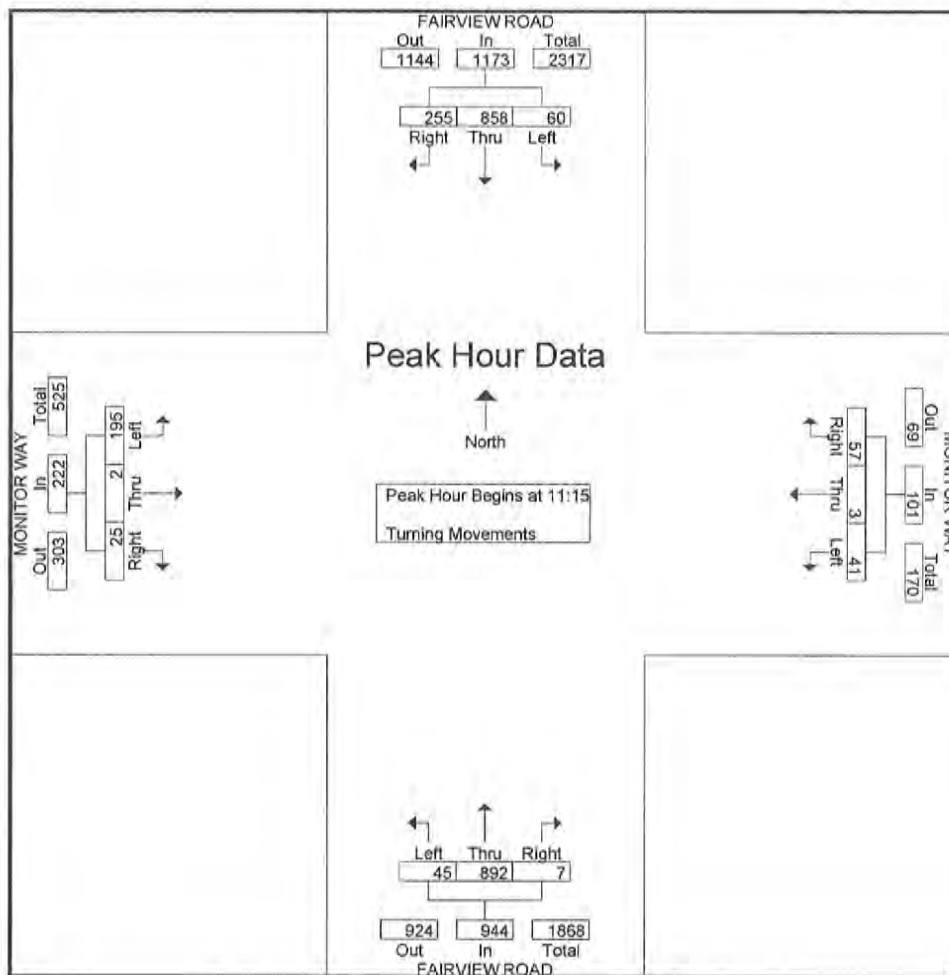 FAIRVIEW ROAD
Out In Total
1144 1173 2317
255 858 60
Right Thru Left
Peak Hour Data
North
Peak Hour Begins at 11:15
Turning Movements
MONITOR WAY
Out In Total
303 222 525
Left Thru Right
195 2 25
MONITOR WAY
Out In Total
69 101 170
Right Thru Left
57 3 41
Left Thru Right
45 892 7
924 944 1868
Out In Total
FAIRVIEW ROAD